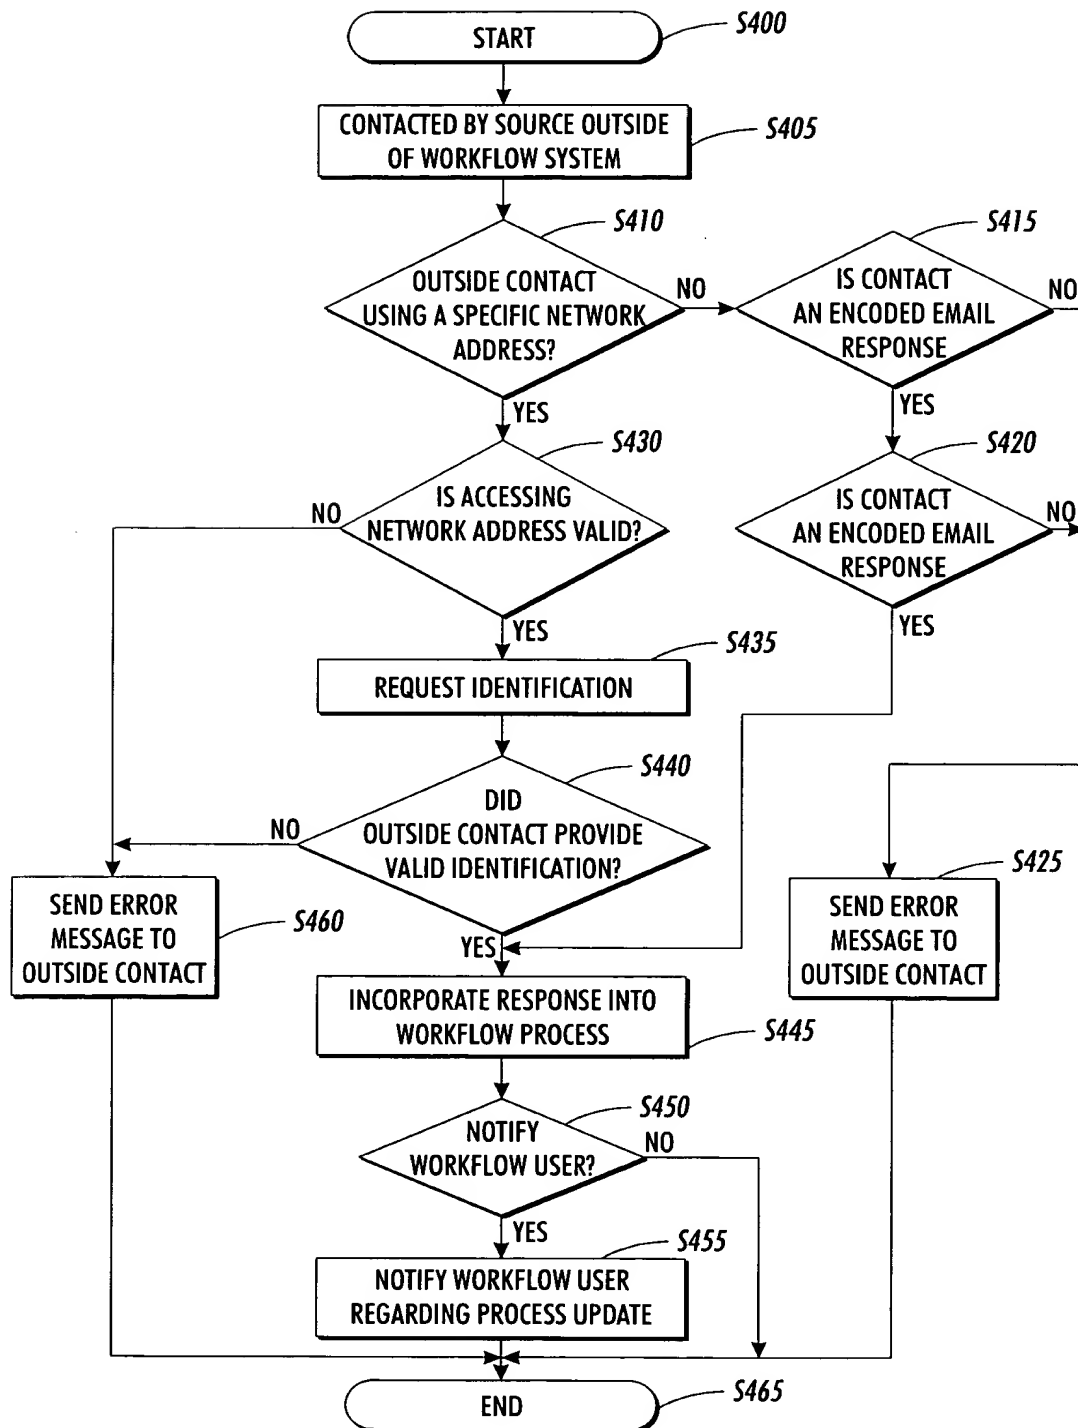 START
S400
CONTACTED BY SOURCE OUTSIDE
OF WORKFLOW SYSTEM
S405
S410
OUTSIDE CONTACT
USING A SPECIFIC NETWORK
ADDRESS?
NO
YES
S415
IS CONTACT
AN ENCODED EMAIL
RESPONSE
NO
YES
S430
IS ACCESSING
NETWORK ADDRESS VALID?
NO
YES
S420
IS CONTACT
AN ENCODED EMAIL
RESPONSE
NO
YES
S435
REQUEST IDENTIFICATION
S440
DID
OUTSIDE CONTACT PROVIDE
VALID IDENTIFICATION?
NO
YES
SEND ERROR
MESSAGE TO
OUTSIDE CONTACT
S460
S425
SEND ERROR
MESSAGE TO
OUTSIDE CONTACT
INCORPORATE RESPONSE INTO
WORKFLOW PROCESS
S445
S450
NOTIFY
WORKFLOW USER?
NO
YES
S455
NOTIFY WORKFLOW USER
REGARDING PROCESS UPDATE
END
S465